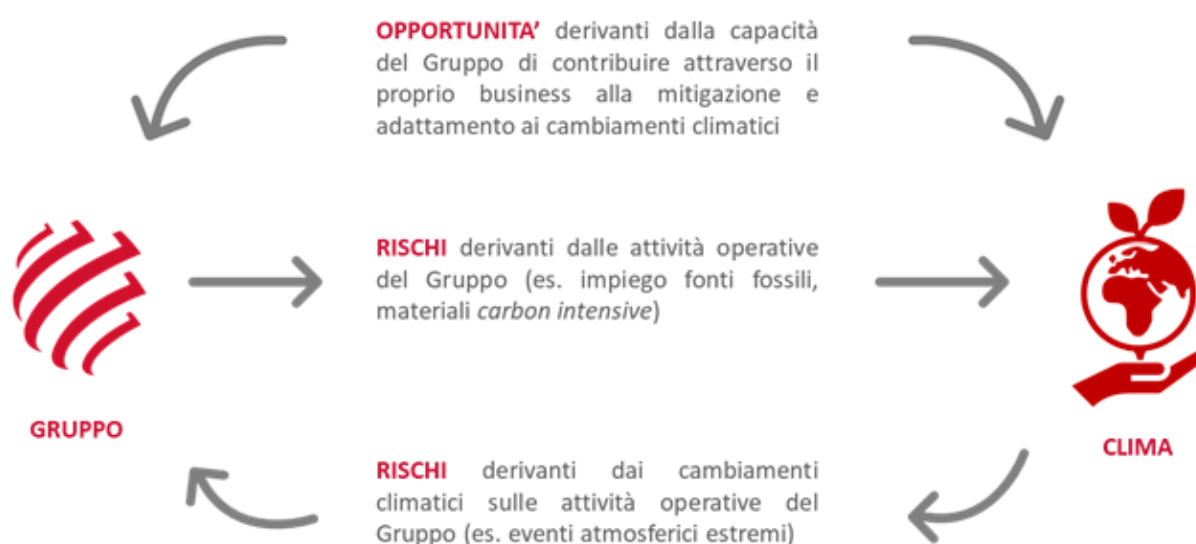 OPPORTUNITA’ derivanti dalla capacità
del Gruppo di contribuire attraverso il
proprio business alla mitigazione e
adattamento ai cambiamenti climatici
RISCHI derivanti dalle attività operative
del Gruppo (es. impiego fonti fossili,
materiali carbon intensive)
GRUPPO
CLIMA
RISCHI derivanti dai cambiamenti
climatici sulle attività operative del
Gruppo (es. eventi atmosferici estremi)